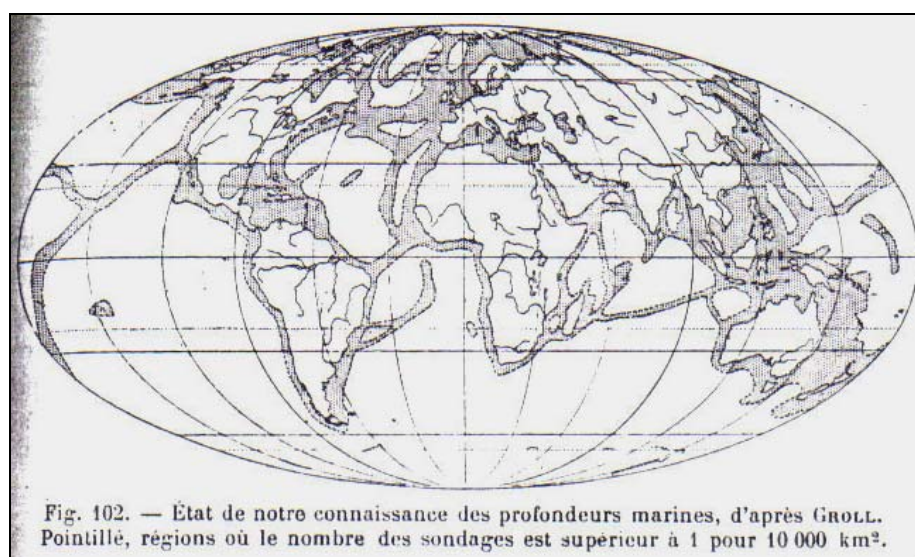 Fig. 102. — État de notre connaissance des profondeurs marines, d'après GROLL.
Pointillé, régions où le nombre des sondages est supérieur à 1 pour 10 000 km².